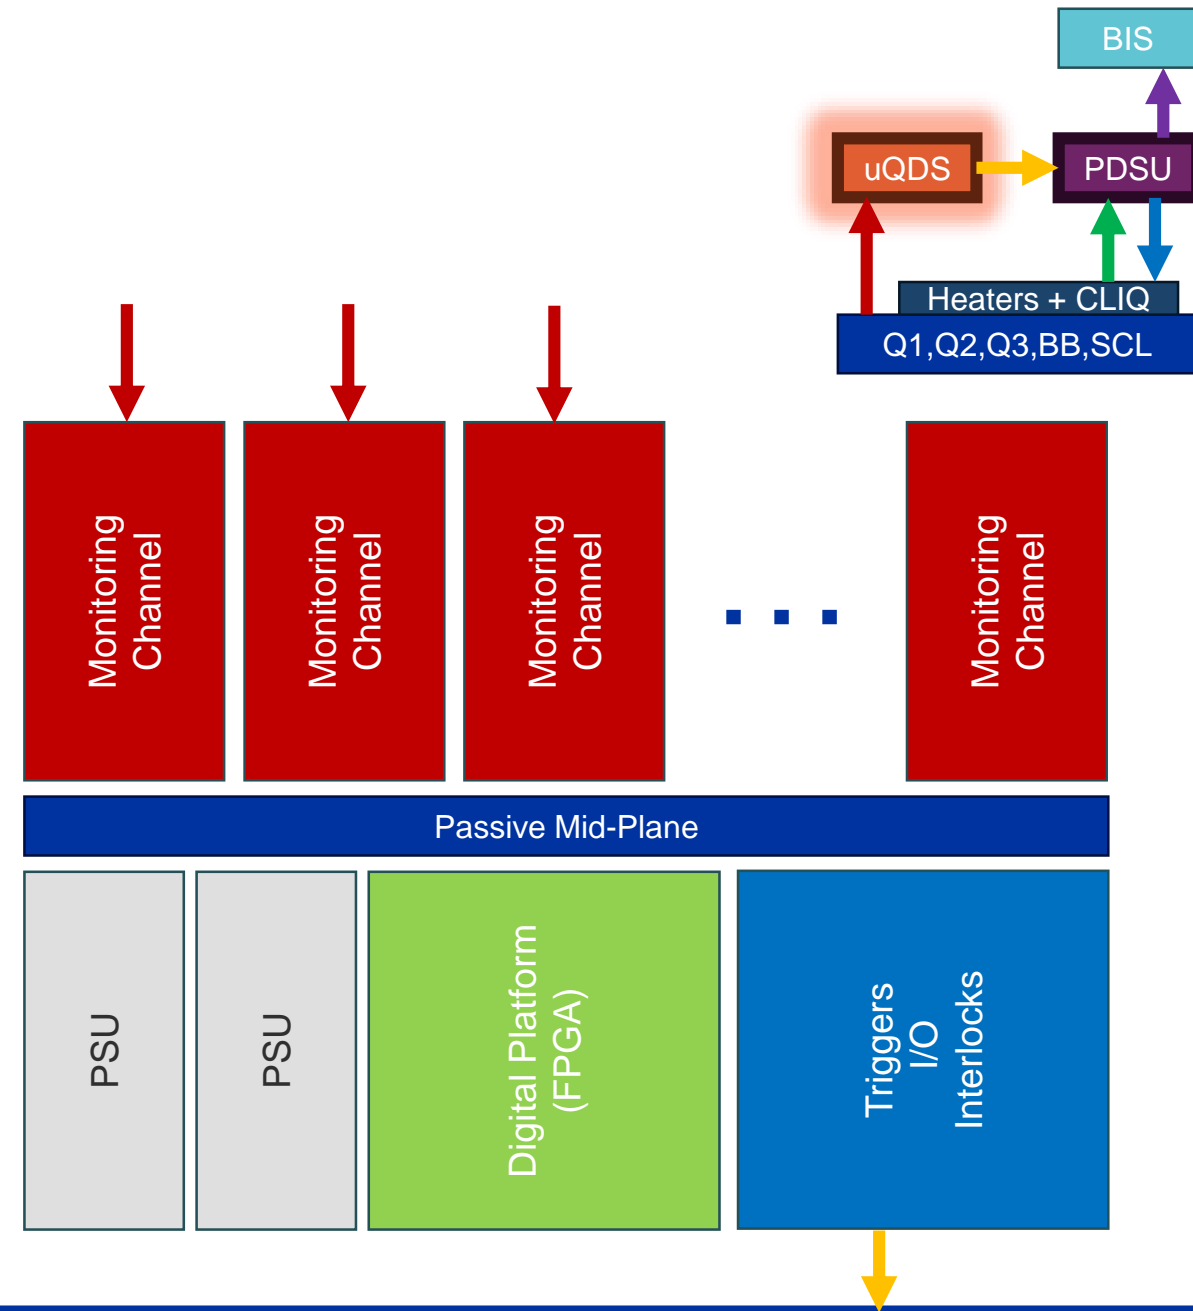 BIS
uQDS
PDSU
Heaters + CLIQ
Q1,Q2,Q3,BB,SCL
Monitoring
Channel
Monitoring
Channel
Monitoring
Channel
Monitoring
Channel
Passive Mid-Plane
PSU
PSU
Digital Platform
(FPGA)
Triggers
I/O
Interlocks